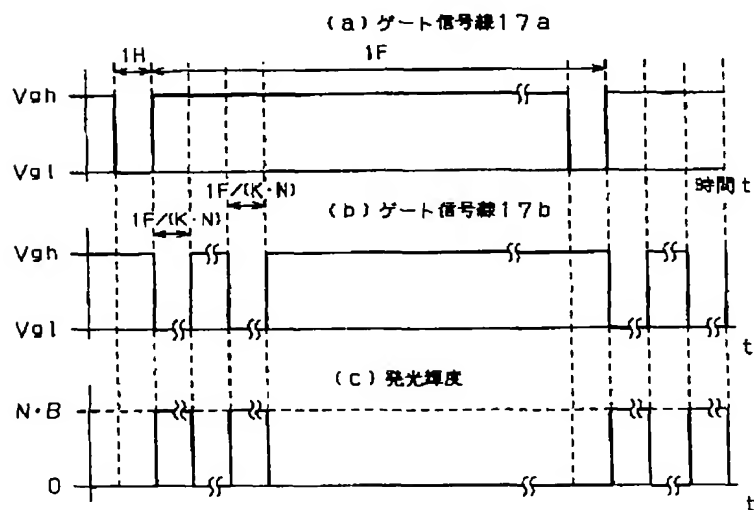 (a)ゲート信号線17a
1H
1F
Vgh
Vgl
時間t
1F/(K·N)
1F/(K·N)
(b)ゲート信号線17b
Vgh
Vgl
t
(c)発光輝度
N·B
0
t